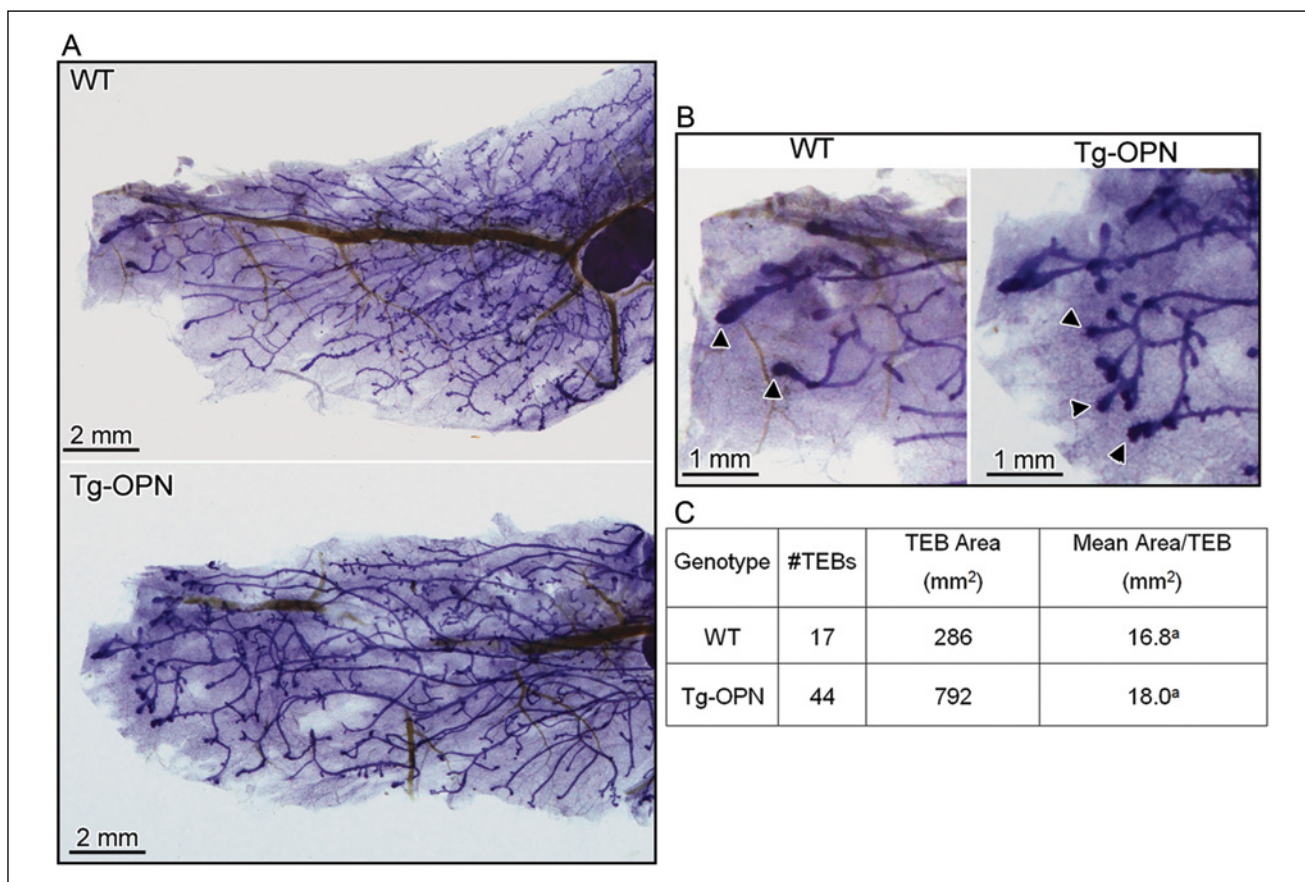 A
WT
2 mm
Tg-OPN
2 mm
B
WT Tg-OPN
1 mm 1 mm
C
Genotype #TEBs TEB Area (mm²) Mean Area/TEB (mm²)
WT 17 286 16.8ᵃ
Tg-OPN 44 792 18.0ᵃ